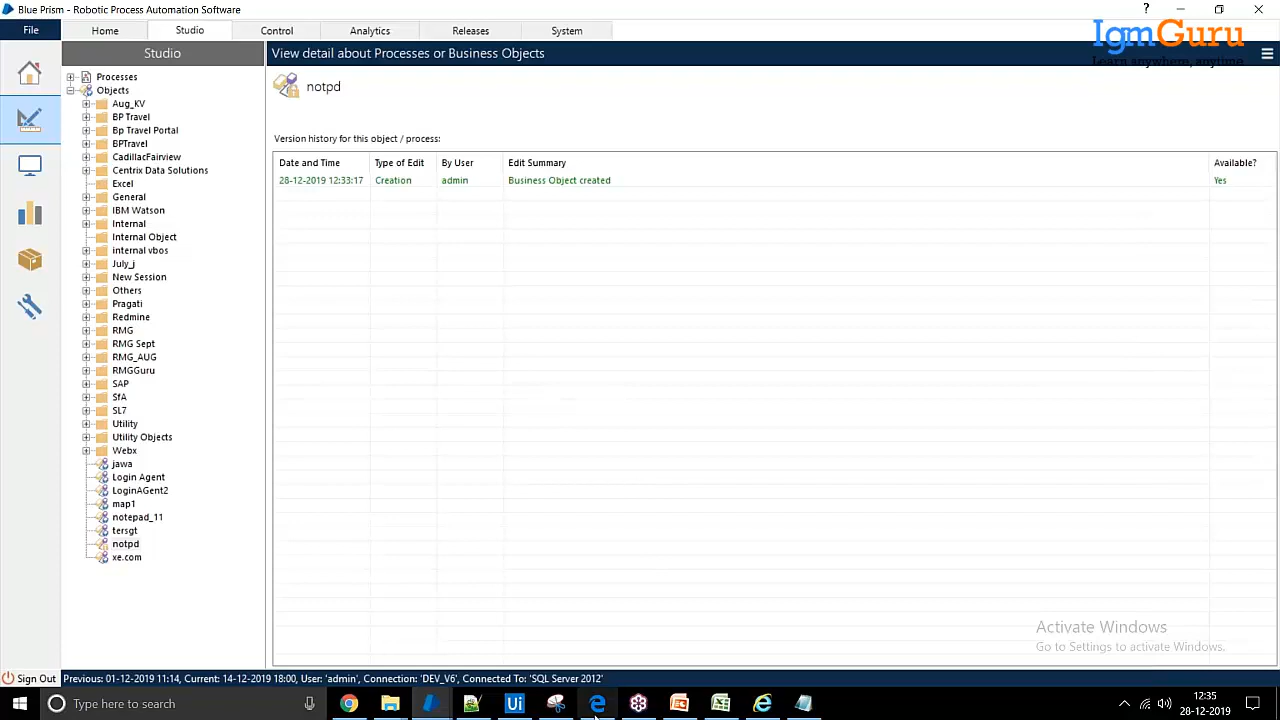 Blue Prism - Robotic Process Automation Software
?
File
Home
Studio
Control
Analytics
Releases
System
IgmGuru
Learn anywhere, anytime
Studio
View detail about Processes or Business Objects
Processes
Objects
Aug_KV
BP Travel
Bp Travel Portal
BPTravel
CadillacFairview
Centrix Data Solutions
Excel
General
IBM Watson
Internal
Internal Object
internal vbos
July_j
New Session
Others
Pragati
Redmine
RMG
RMG Sept
RMG_AUG
RMGGuru
SAP
SfA
SL7
Utility
Utility Objects
Webx
jawa
Login Agent
LoginAGent2
map1
notepad_11
tersgt
notpd
xe.com
notpd
Version history for this object / process:
Date and Time Type of Edit By User Edit Summary Available?
28-12-2019 12:33:17 Creation admin Business Object created Yes
Activate Windows
Go to Settings to activate Windows.
Sign Out
Previous: 01-12-2019 11:14, Current: 14-12-2019 18:00, User: 'admin', Connection: 'DEV_V6', Connected To: 'SQL Server 2012'
Type here to search
Ui
12:35
28-12-2019